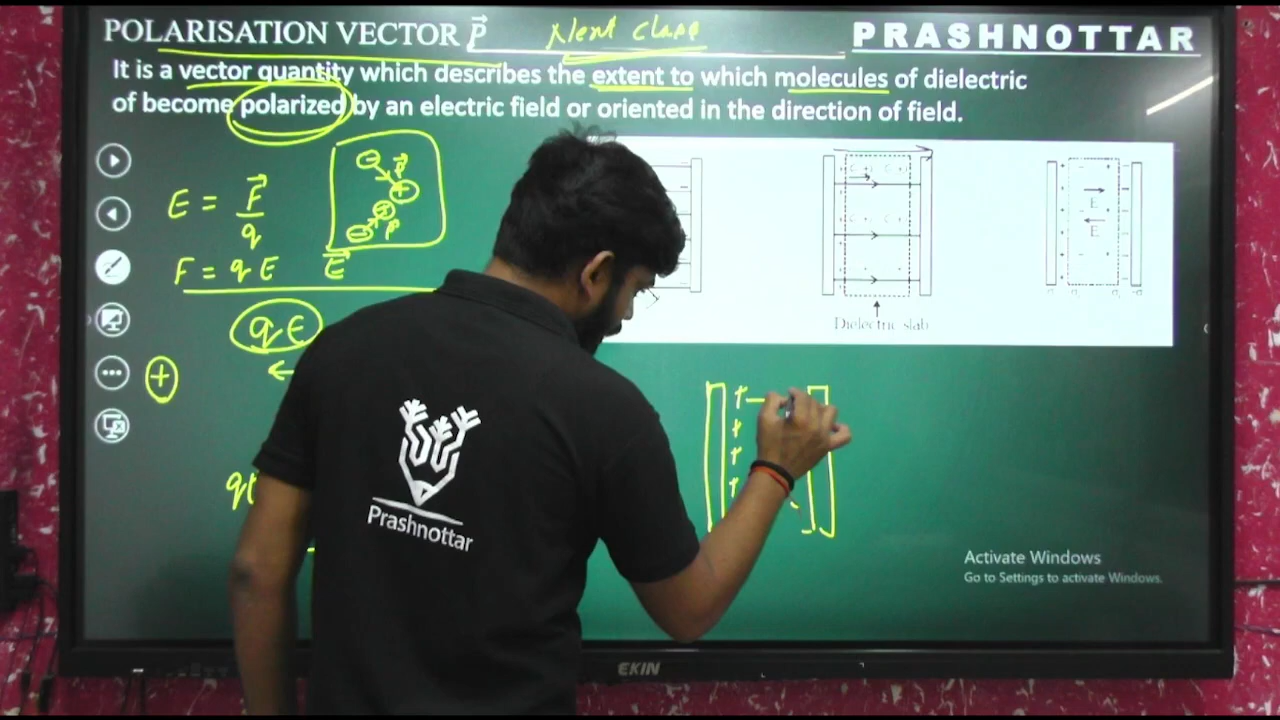 POLARISATION VECTOR P⃗ Next class
PRASHNOTTAR
It is a vector quantity which describes the extent to which molecules of dielectric
of become polarized by an electric field or oriented in the direction of field.
E = F⃗/q
F = qE
E⃗
P⃗
P
qE
Dielectric slab
E
E
Prashnottar
Activate Windows
Go to Settings to activate Windows.
EKIN